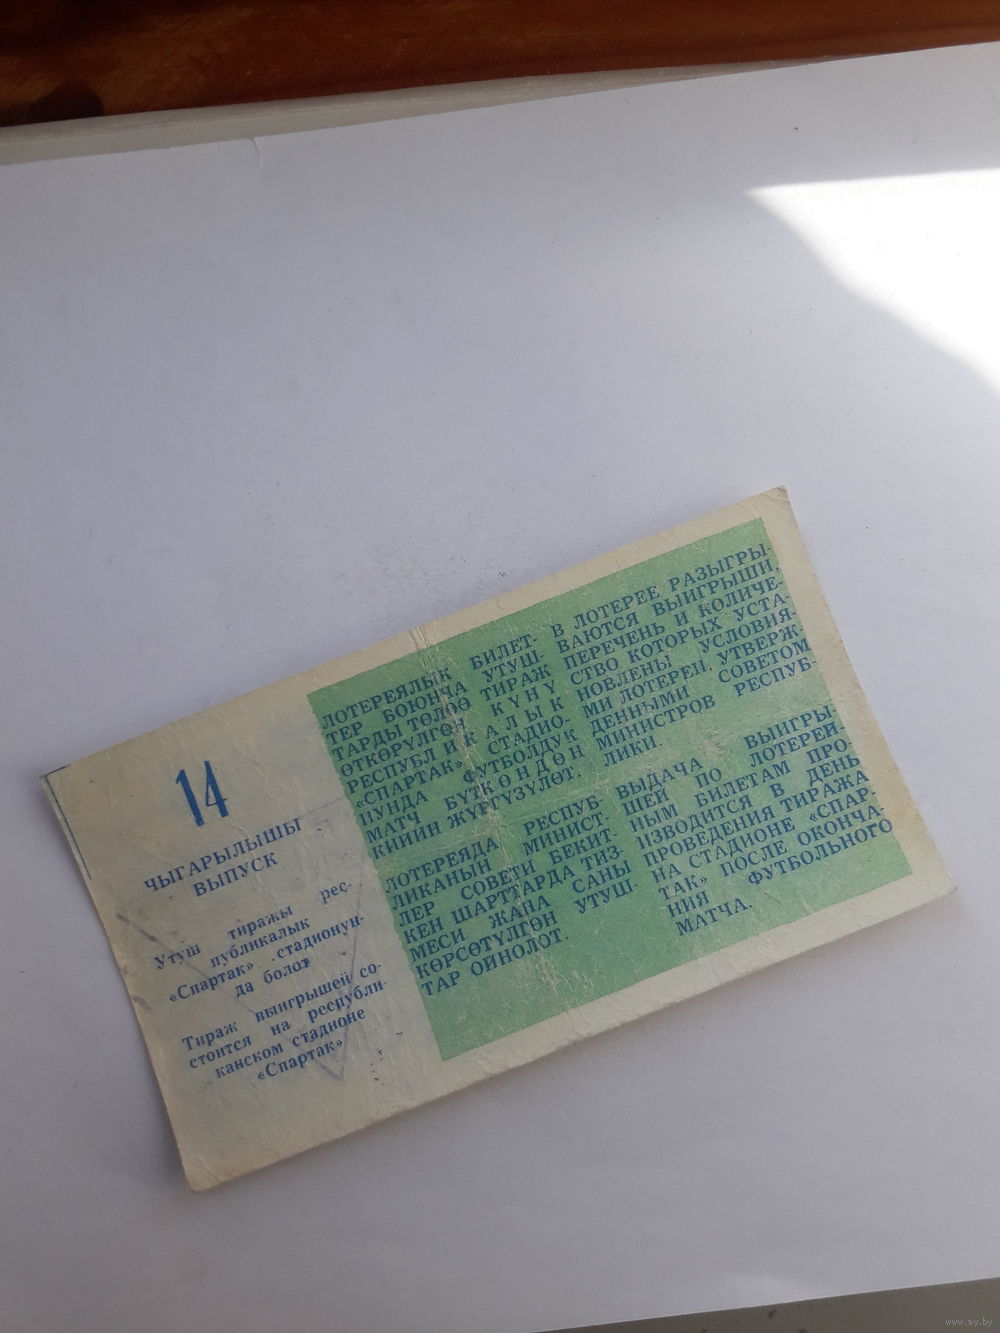 14
ЧЫГАРЫЛЫШЫ
ВЫПУСК
Утуш тиражы рес-
публикалык
«Спартак» стадионун-
да болот
Тираж выигрышей со-
стоится на республи-
канском стадионе
«Спартак»
ЛОТЕРЕЯЛЫК БИЛЕТ-
ТЕР БОЮНЧА УТУШ-
ТАРДЫ ТӨЛӨӨ ТИРАЖ
ӨТКӨРҮЛГӨН КҮНҮ
РЕСПУБЛИКАЛЫК
«СПАРТАК» СТАДИО-
НУНДА ФУТБОЛДУК
МАТЧ БҮТКӨНДӨН
КИЙИН ЖҮРГҮЗҮЛӨТ.
ЛОТЕРЕЯДА РЕСПУБ-
ЛИКАНЫН МИНИСТ-
ЛЕР СОВЕТИ БЕКИТ-
КЕН ШАРТТАРДА ТИЗ-
МЕСИ ЖАНА САНЫ
КӨРСӨТҮЛГӨН УТУШ-
ТАР ОЙНОЛОТ.
В ЛОТЕРЕЕ РАЗЫГРЫ-
ВАЮТСЯ ВЫИГРЫШИ,
ПЕРЕЧЕНЬ И КОЛИЧЕ-
СТВО КОТОРЫХ УСТА-
НОВЛЕНЫ УСЛОВИЯ-
МИ ЛОТЕРЕИ, УТВЕРЖ-
ДЕННЫМИ СОВЕТОМ
МИНИСТРОВ РЕСПУБ-
ЛИКИ.
ВЫДАЧА ВЫИГРЫ
ШЕЙ ПО ЛОТЕРЕЙ-
НЫМ БИЛЕТАМ ПРО-
ИЗВОДИТСЯ В ДЕНЬ
ПРОВЕДЕНИЯ ТИРАЖА
НА СТАДИОНЕ «СПАР-
ТАК» ПОСЛЕ ОКОНЧА-
НИЯ ФУТБОЛЬНОГО
МАТЧА.
www.ay.by